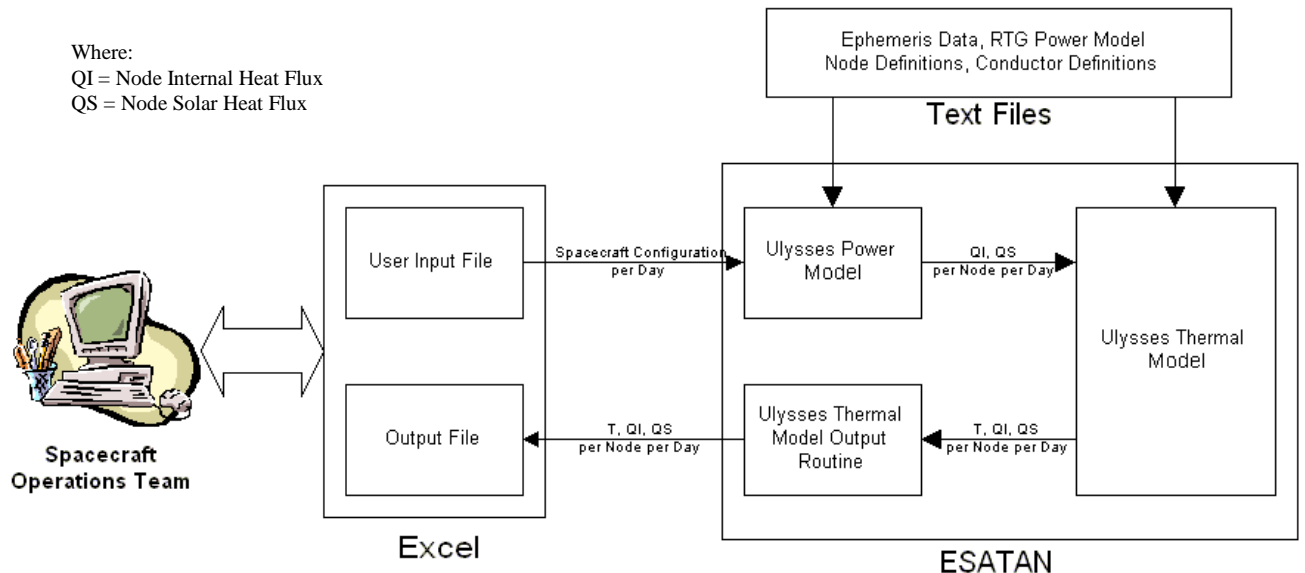 Where:
QI = Node Internal Heat Flux
QS = Node Solar Heat Flux
Ephemeris Data, RTG Power Model
Node Definitions, Conductor Definitions
Text Files
User Input File
Spacecraft Configuration
per Day
Ulysses Power
Model
QI, QS
per Node per Day
Ulysses Thermal
Model
Output File
T, QI, QS
per Node per Day
Ulysses Thermal
Model Output
Routine
T, QI, QS
per Node per Day
Spacecraft
Operations Team
Excel
ESATAN